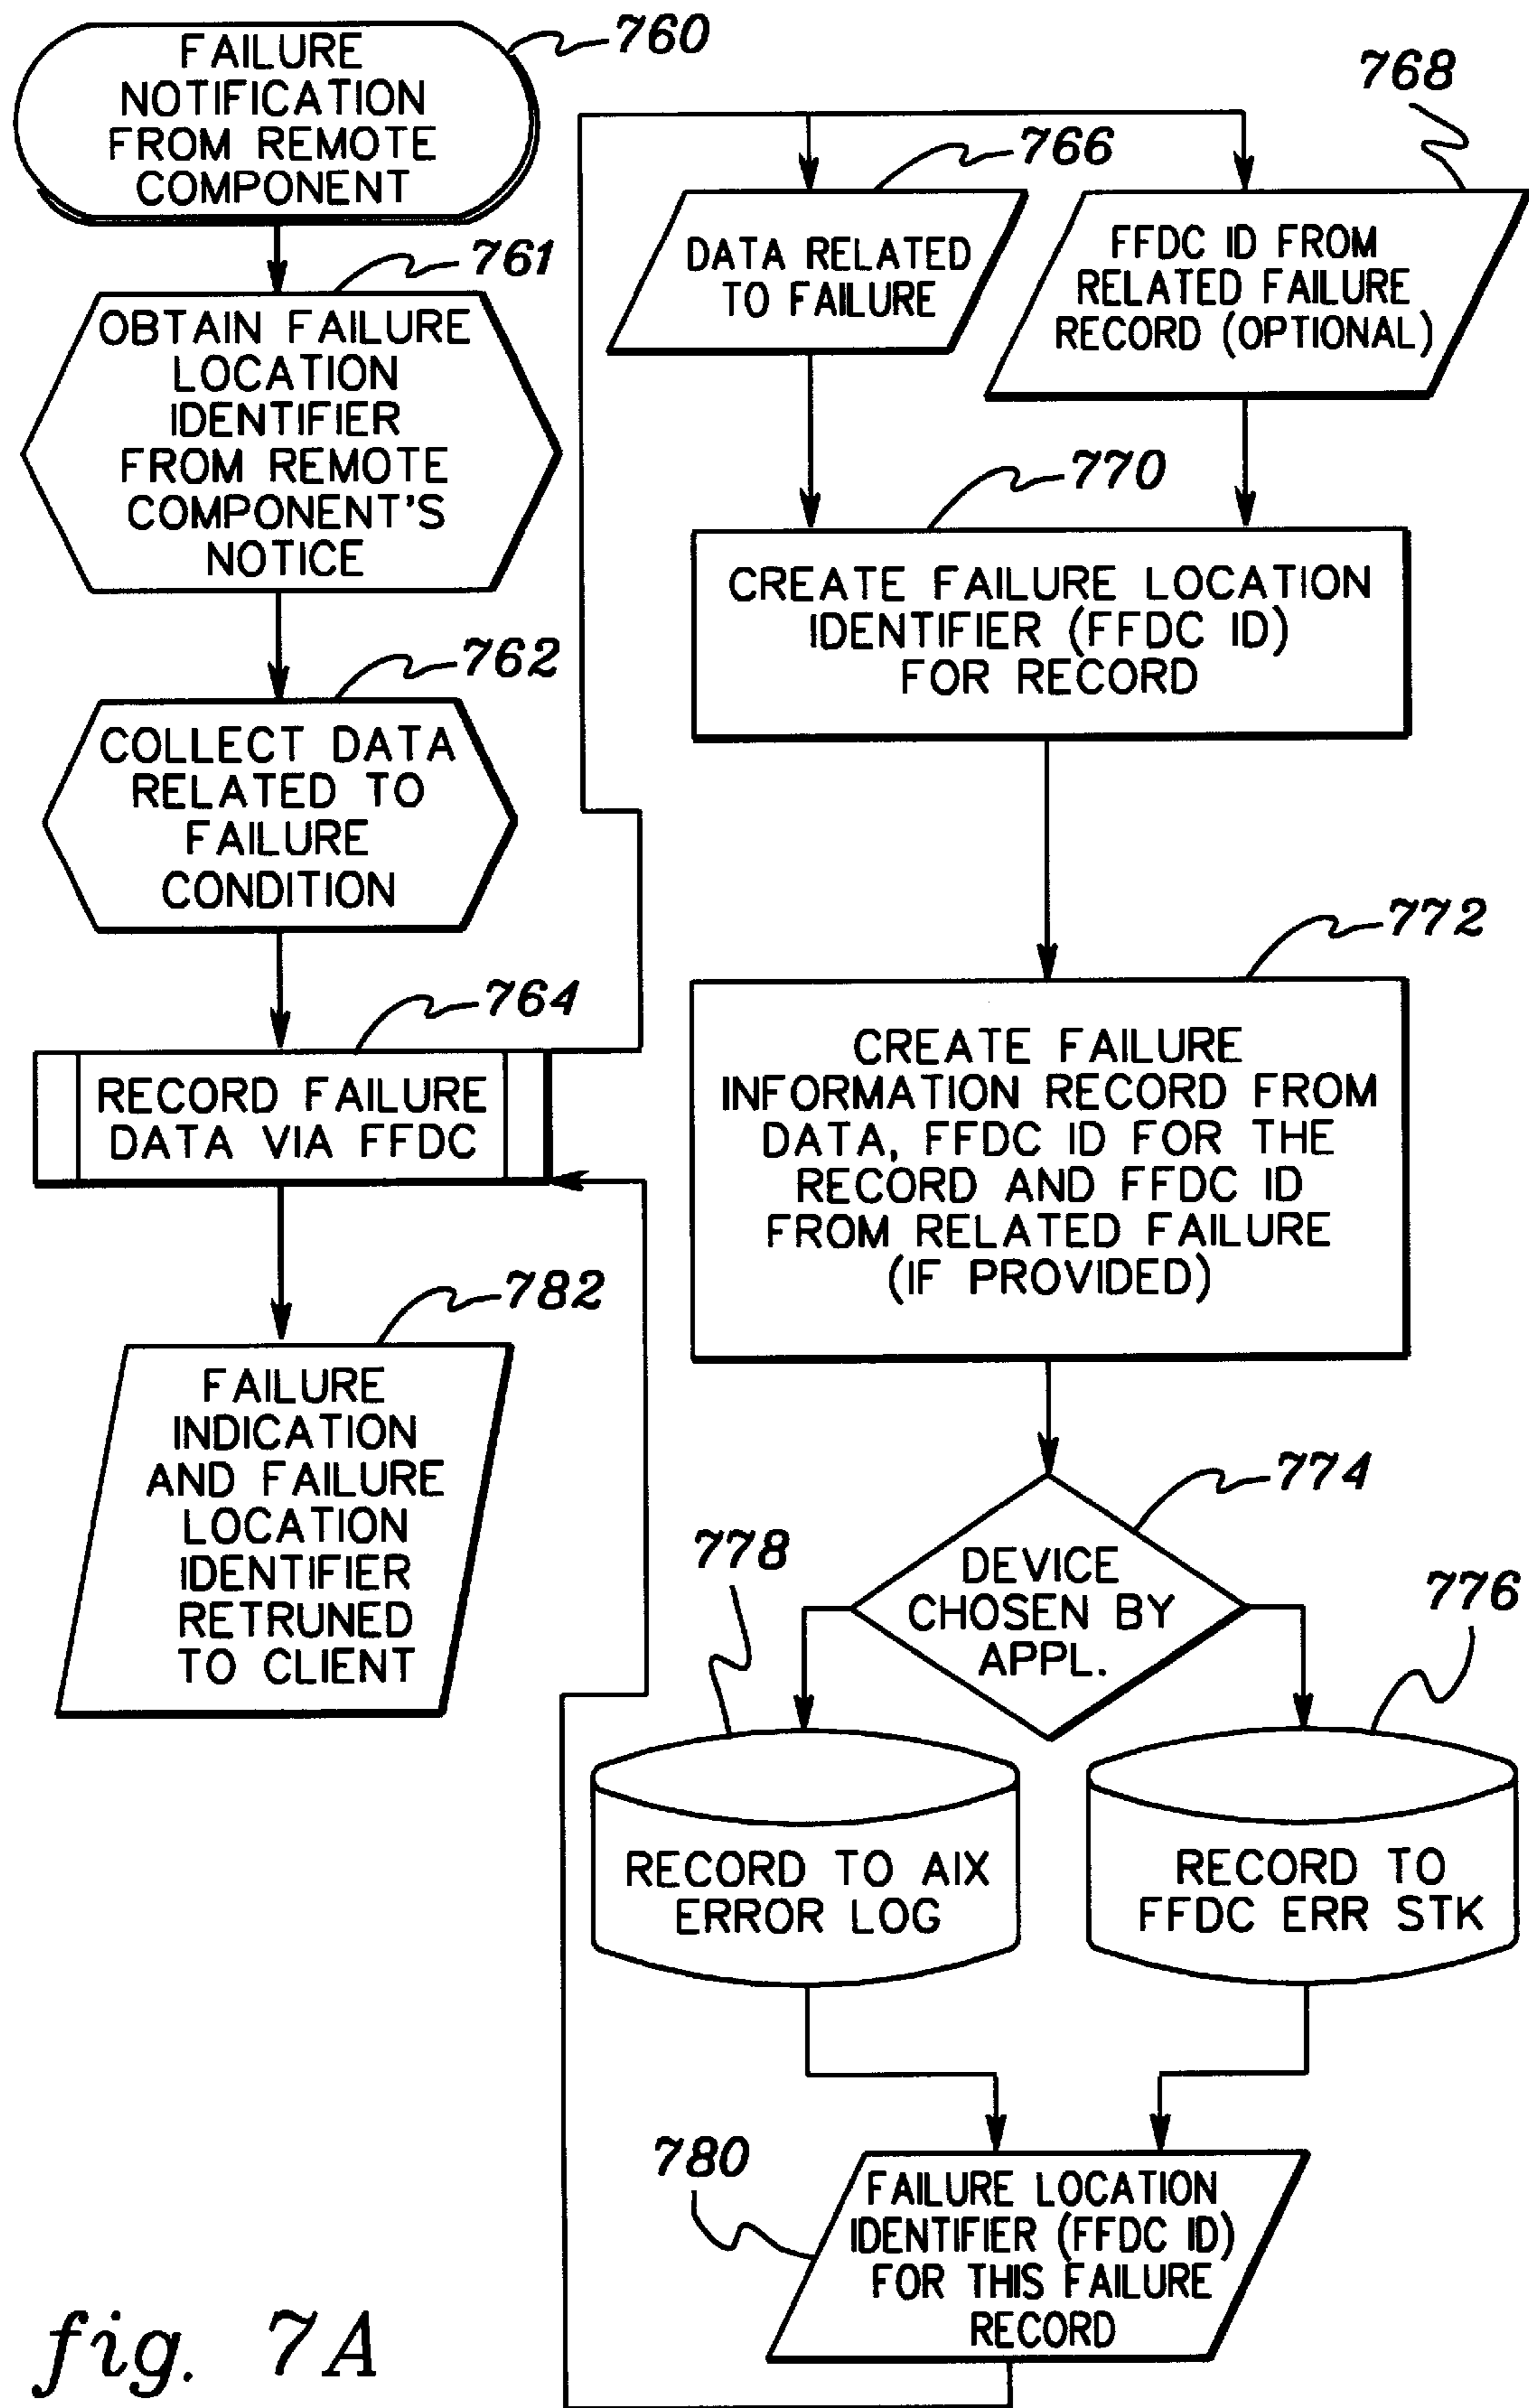 FAILURE
NOTIFICATION
FROM REMOTE
COMPONENT
760
761
OBTAIN FAILURE
LOCATION
IDENTIFIER
FROM REMOTE
COMPONENT'S
NOTICE
762
COLLECT DATA
RELATED TO
FAILURE
CONDITION
764
RECORD FAILURE
DATA VIA FFDC
782
FAILURE
INDICATION
AND FAILURE
LOCATION
IDENTIFIER
RETRUNED
TO CLIENT
766
DATA RELATED
TO FAILURE
768
FFDC ID FROM
RELATED FAILURE
RECORD (OPTIONAL)
770
CREATE FAILURE LOCATION
IDENTIFIER (FFDC ID)
FOR RECORD
772
CREATE FAILURE
INFORMATION RECORD FROM
DATA, FFDC ID FOR THE
RECORD AND FFDC ID
FROM RELATED FAILURE
(IF PROVIDED)
774
DEVICE
CHOSEN BY
APPL.
778
RECORD TO AIX
ERROR LOG
776
RECORD TO
FFDC ERR STK
780
FAILURE LOCATION
IDENTIFIER (FFDC ID)
FOR THIS FAILURE
RECORD
fig. 7A